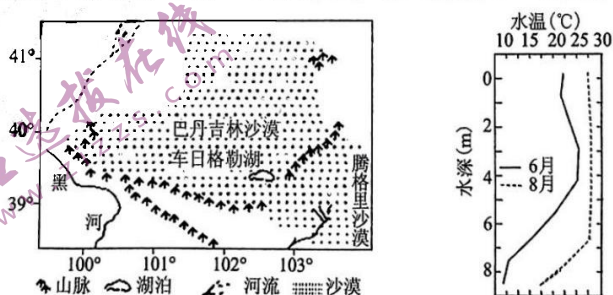 41°
40°
39°
巴丹吉林沙漠
车日格勒湖
腾格里沙漠
黑
河
100° 101° 102° 103°
山脉 湖泊 河流 沙漠
水温(℃)
10 15 20 25 30
水深(m)
0
2
4
6
8
6月
8月